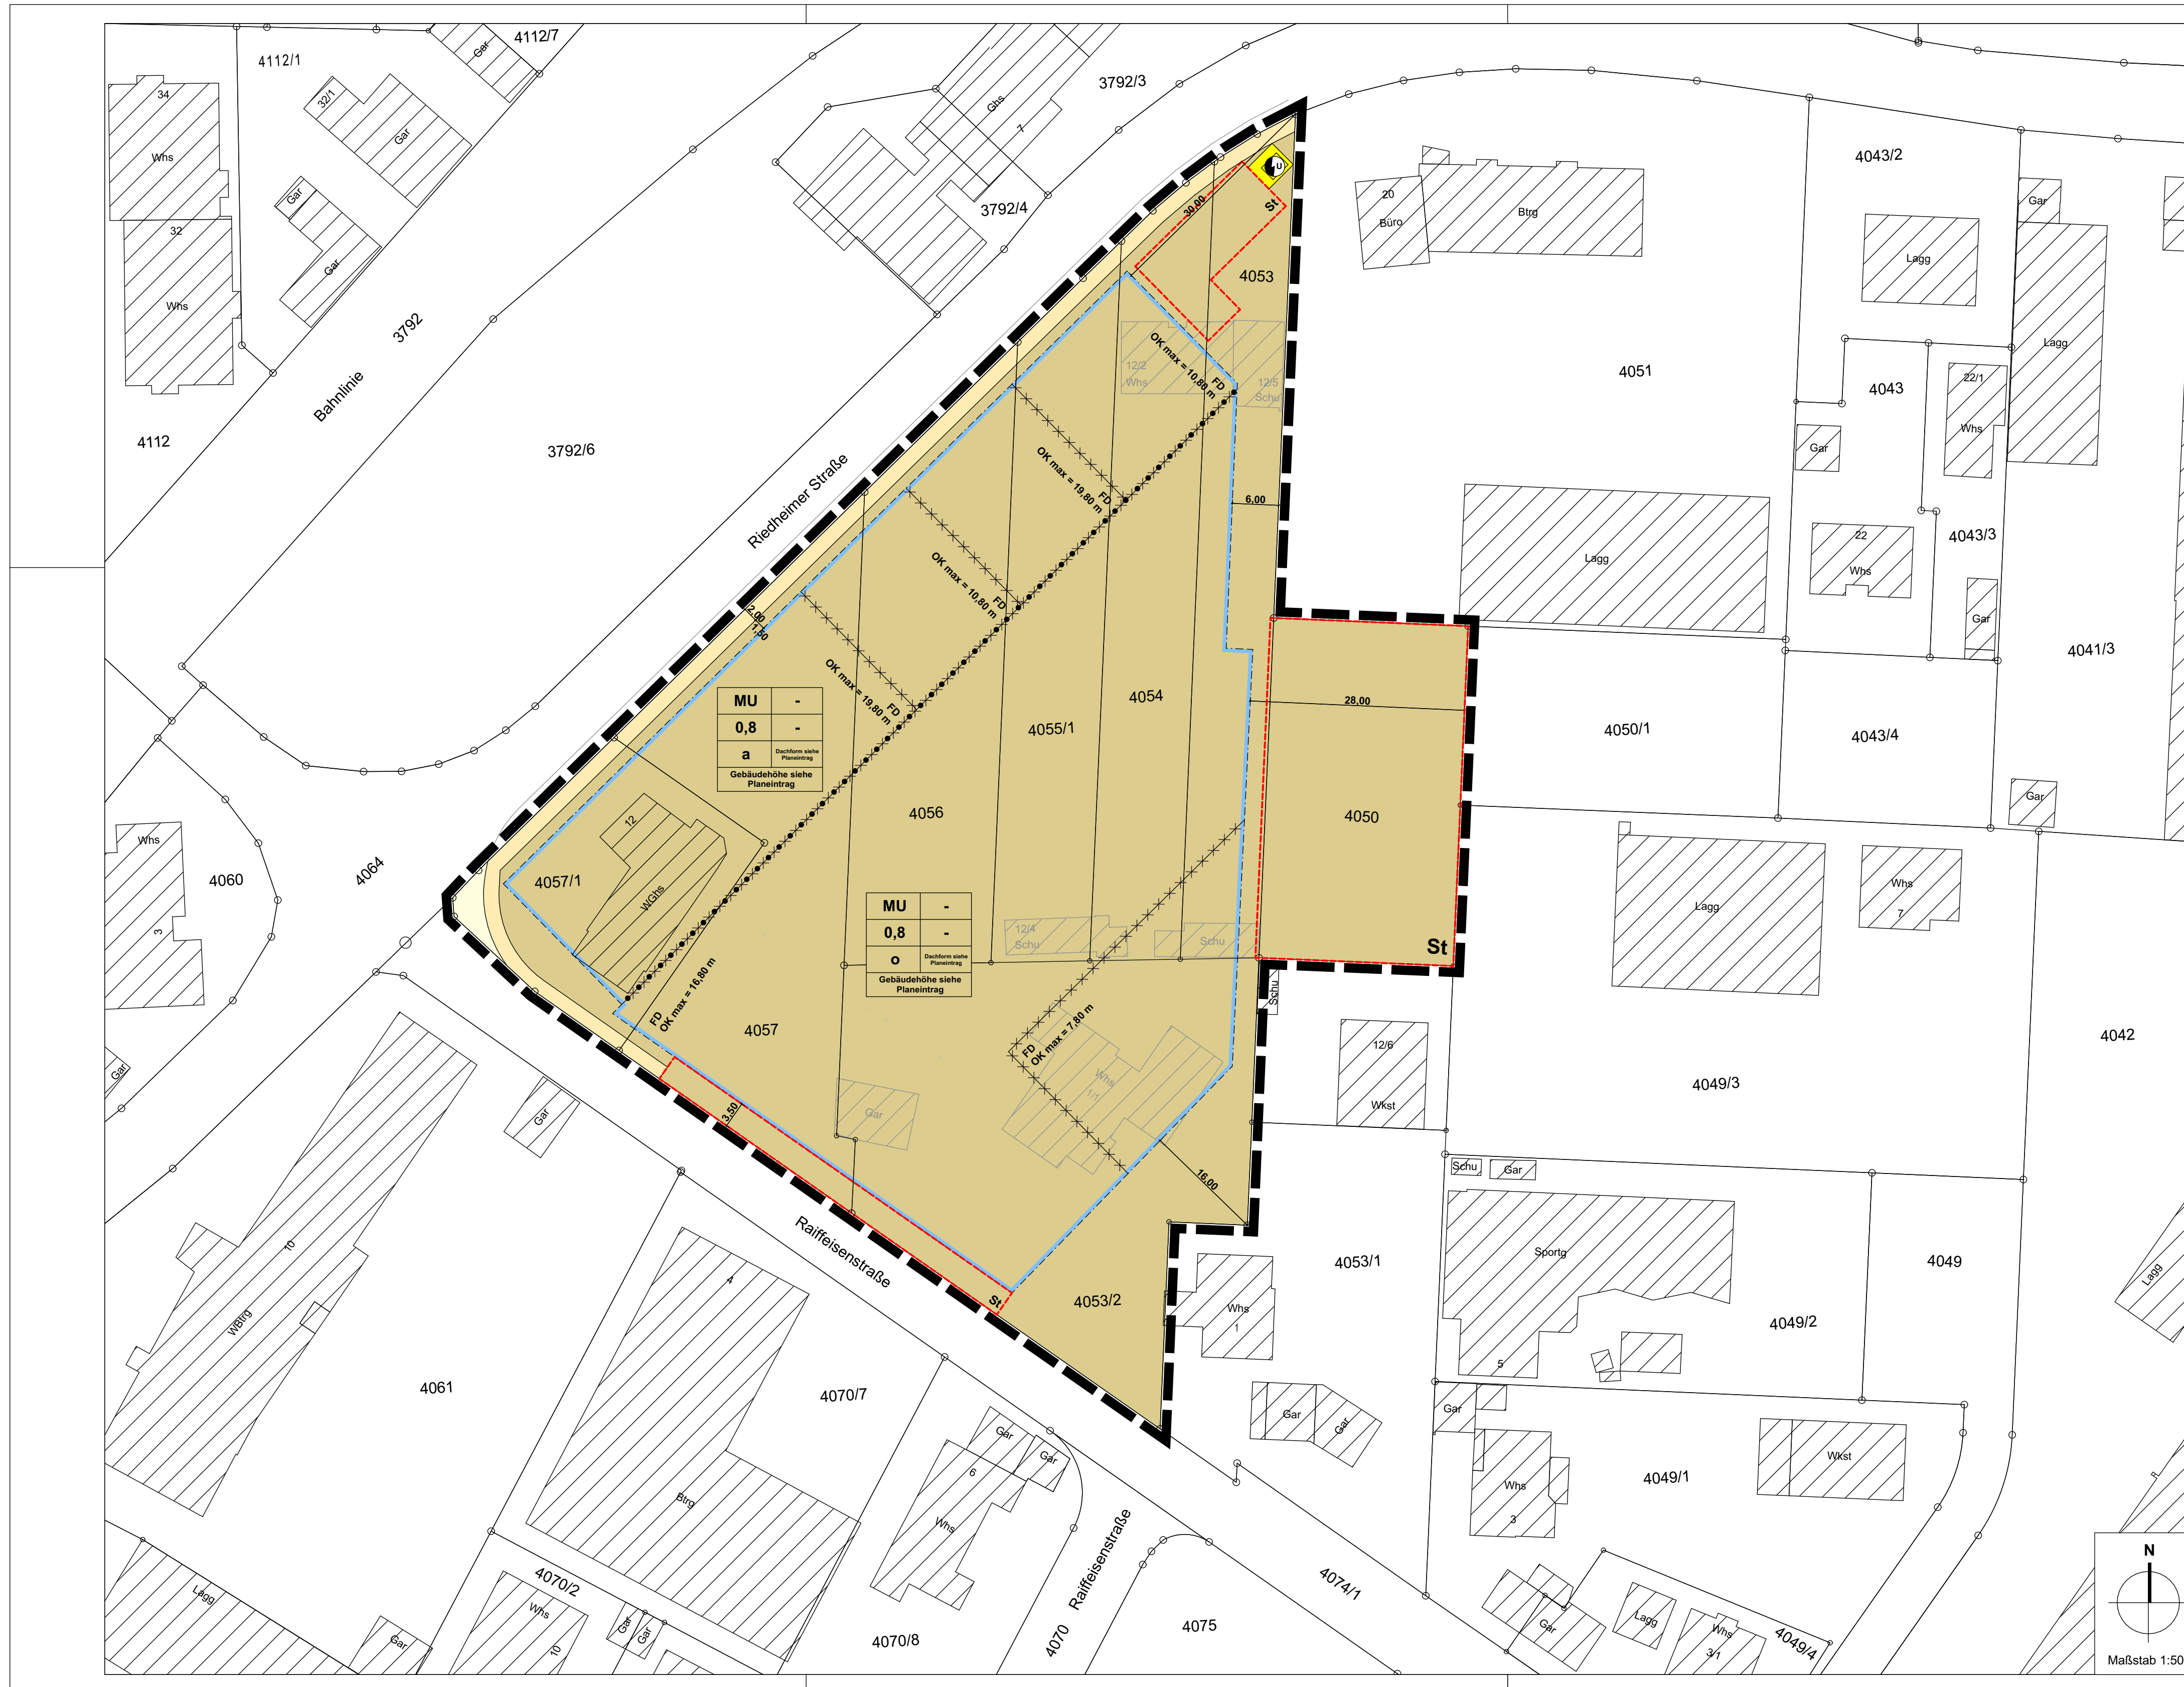 4112/7
4112/1
Gar
34
32/1
Gar
Whs
Gar
32
Gar
Whs
3792
Bahnlinie
4112
3792/6
Riedheimer Straße
3792/3
Ghs
7
3792/4
30,00
U
St
4053
20
Büro
Btrg
4043/2
Gar
Lagg
Lagg
4051
4043
22/1
Whs
Gar
12/2
Whs
12/5
Schu
FD
OK max = 10,80 m
FD
OK max = 19,80 m
6,00
FD
OK max = 10,80 m
FD
OK max = 19,80 m
2,00
1,50
Lagg
22
Whs
4043/3
Gar
4041/3
MU -
0,8 -
a Dachform siehe
Planeintrag
Gebäudehöhe siehe
Planeintrag
4055/1
4054
28,00
4050/1
4043/4
4056
4050
Gar
12
WGhs
4057/1
Whs
4060
3
4064
MU -
0,8 -
o Dachform siehe
Planeintrag
Gebäudehöhe siehe
Planeintrag
12/4
Schu
Schu
St
Lagg
Whs
7
FD
OK max = 16,80 m
4057
FD
OK max = 7,80 m
Schu
12/6
Wkst
4049/3
4042
Gar
Whs
1/1
Gar
Gar
3,50
16,00
Schu
Gar
Raiffeisenstraße
10
WBtrg
4
St
4053/2
Whs
1
4053/1
Sportg
5
4049
4049/2
Lagg
4061
4070/7
Gar
Gar
6
Whs
Btrg
Gar
Gar
Gar
Whs
3
4049/1
Wkst
Raiffeisenstraße
4070/2
Lagg
Gar
Whs
10
Gar
Gar
4070/8
4070
4075
4074/1
Gar
Lagg
Whs
3/1
4049/4
N
Maßstab 1:50